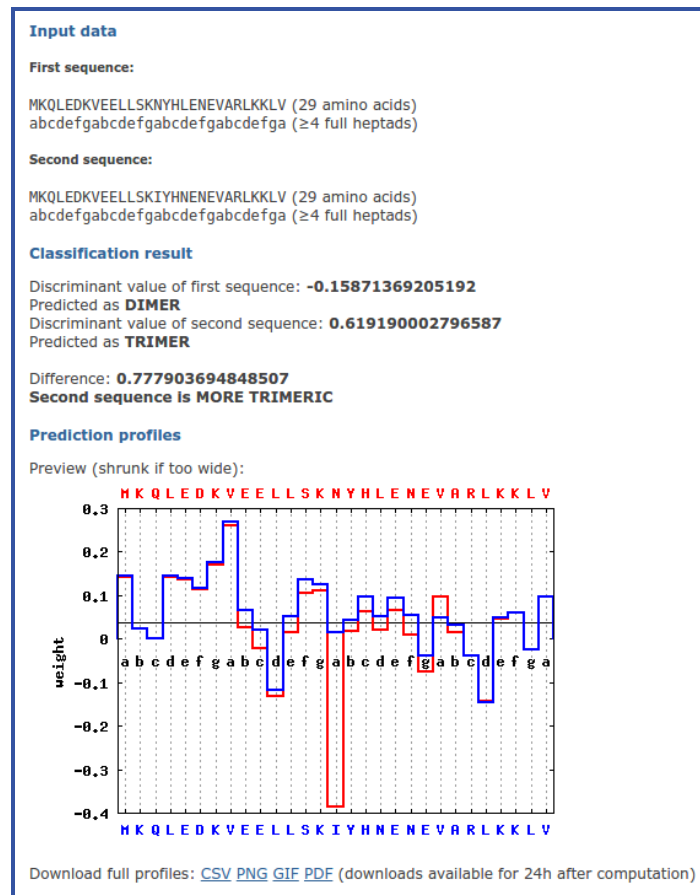 Input data
First sequence:
MKQLEDKVEELLSKNYHLENEVARLKKLV (29 amino acids)
abcdefgabcdefgabcdefgabcdefga (≥4 full heptads)
Second sequence:
MKQLEDKVEELLSKIYHNENEVARLKKLV (29 amino acids)
abcdefgabcdefgabcdefgabcdefga (≥4 full heptads)
Classification result
Discriminant value of first sequence: -0.15871369205192
Predicted as DIMER
Discriminant value of second sequence: 0.619190002796587
Predicted as TRIMER
Difference: 0.777903694848507
Second sequence is MORE TRIMERIC
Prediction profiles
Preview (shrunk if too wide):
M K Q L E D K V E E L L S K N Y H L E N E V A R L K K L V
0.3
0.2
0.1
0
-0.1
-0.2
-0.3
-0.4
weight
a b c d e f g a b c d e f g a b c d e f g a b c d e f g a
M K Q L E D K V E E L L S K I Y H N E N E V A R L K K L V
Download full profiles: CSV PNG GIF PDF (downloads available for 24h after computation)